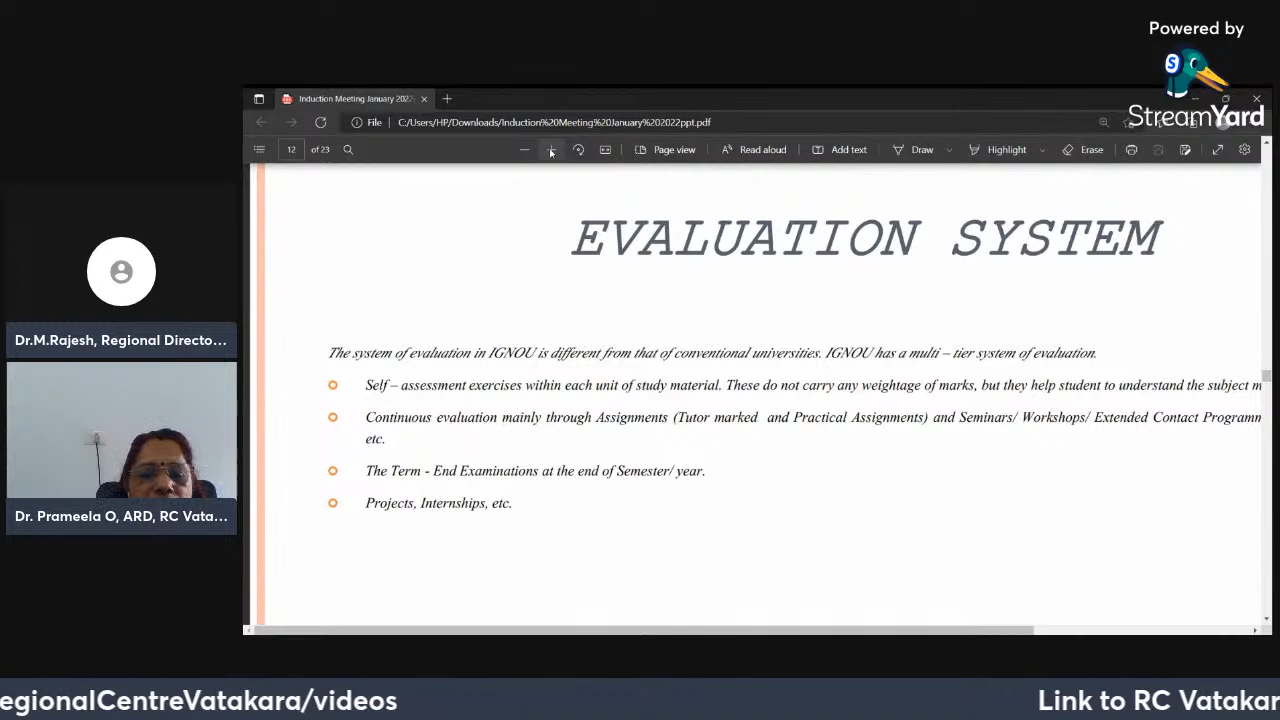 Powered by
S
StreamYard
Induction Meeting January 2022
File C:/Users/HP/Downloads/Induction%20Meeting%20January%202022ppt.pdf
12 of 23 Page view Read aloud Add text Draw Highlight Erase
EVALUATION SYSTEM
The system of evaluation in IGNOU is different from that of conventional universities. IGNOU has a multi – tier system of evaluation.
Self – assessment exercises within each unit of study material. These do not carry any weightage of marks, but they help student to understand the subject m
Continuous evaluation mainly through Assignments (Tutor marked and Practical Assignments) and Seminars/ Workshops/ Extended Contact Programm
etc.
The Term - End Examinations at the end of Semester/ year.
Projects, Internships, etc.
Dr.M.Rajesh, Regional Directo...
Dr. Prameela O, ARD, RC Vata...
egionalCentreVatakara/videos Link to RC Vatakar